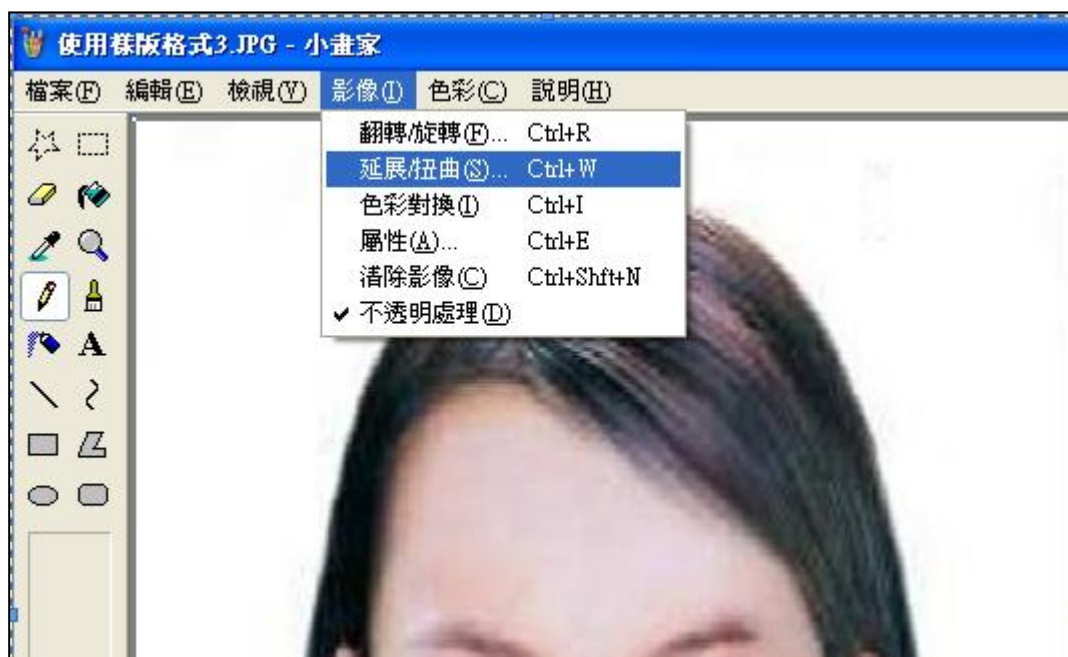 使用樣版格式3.JPG - 小畫家
檔案(F) 編輯(E) 檢視(V) 影像(I) 色彩(C) 說明(H)
翻轉/旋轉(F)... Ctrl+R
延展/扭曲(S)... Ctrl+W
色彩對換(I) Ctrl+I
屬性(A)... Ctrl+E
清除影像(C) Ctrl+Shft+N
✓ 不透明處理(D)
A